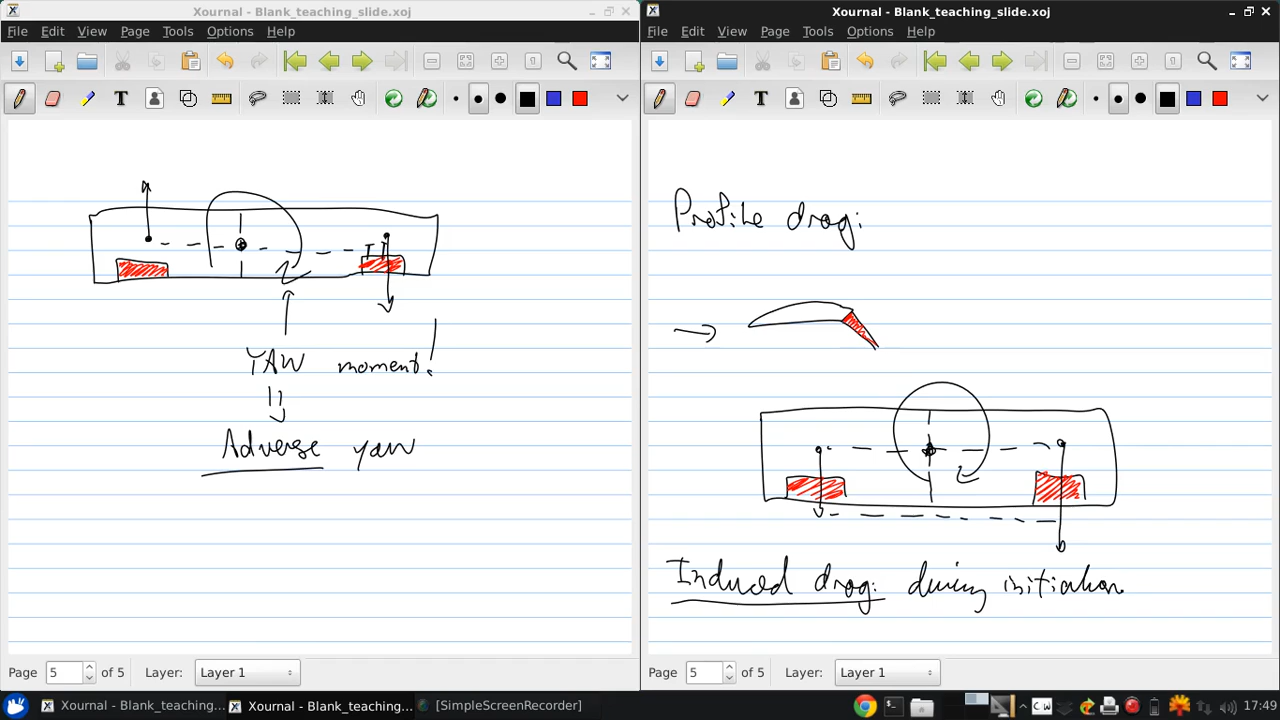 Xournal - Blank_teaching_slide.xoj
File Edit View Page Tools Options Help
YAW moment!
Adverse yaw
Page 5 of 5 Layer: Layer 1
Xournal - Blank_teaching_slide.xoj
File Edit View Page Tools Options Help
Profile drag:
Induced drag: during initiation
Page 5 of 5 Layer: Layer 1
Xournal - Blank_teaching_... Xournal - Blank_teaching_... [SimpleScreenRecorder] 17:49